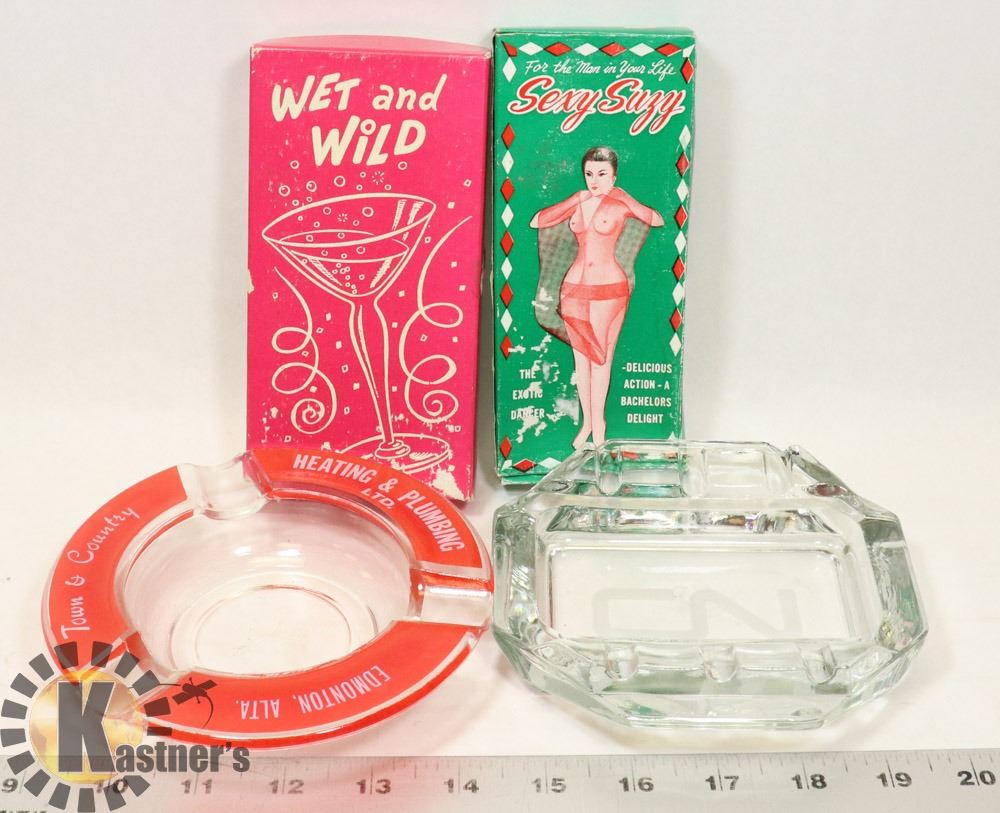 WET and
WiLD
For the Man in Your Life
Sexy Suzy
THE
EXOTIC
DANCER
-DELICIOUS
ACTION - A
BACHELORS
DELIGHT
Town & Country
HEATING & PLUMBING
LTD.
EDMONTON, ALTA.
CN
Kastner's
9 10 11 12 13 14 15 16 17 18 19 20